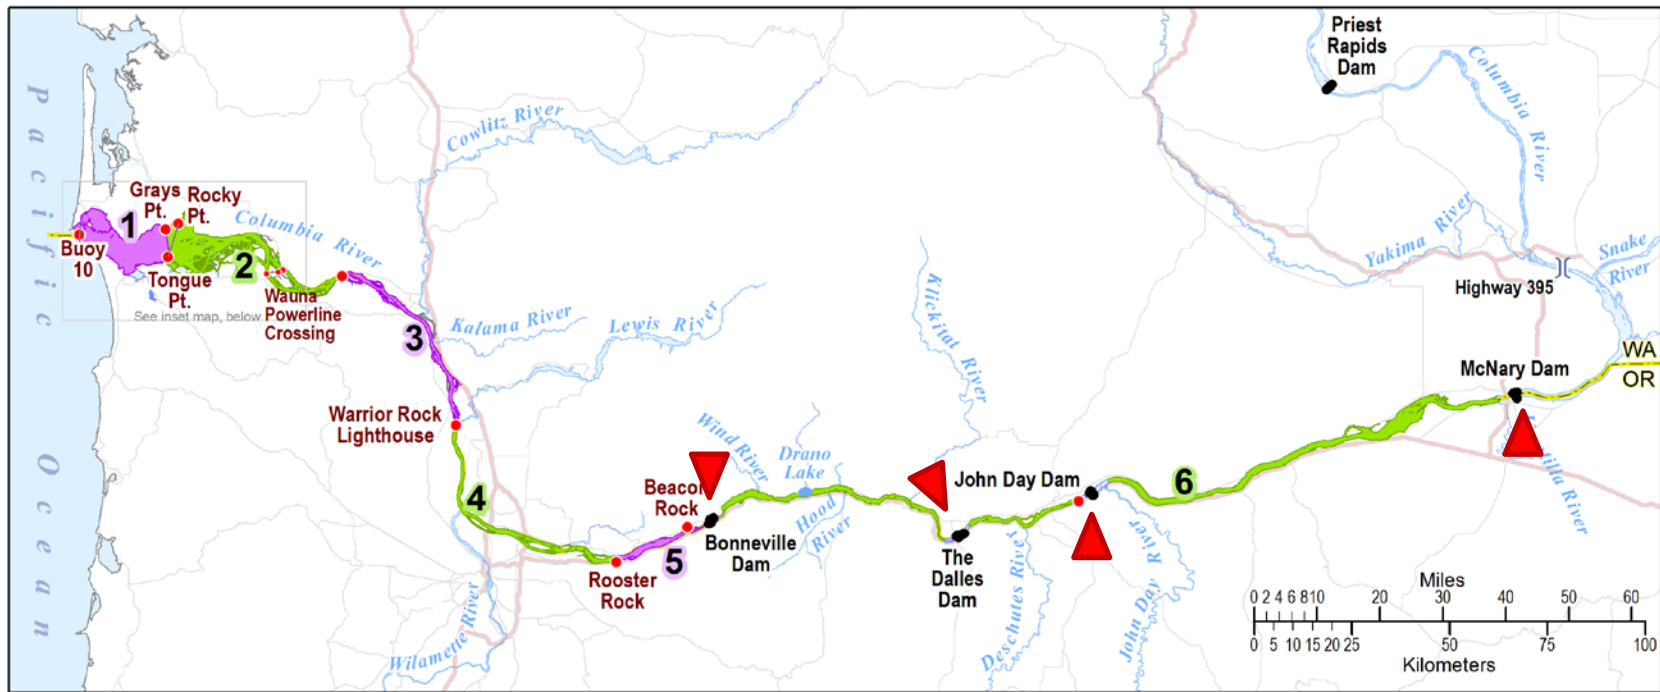 Priest
Rapids
Dam
Columbia River
Cowlitz River
Pacific
Ocean
Grays
Pt.
Rocky
Pt.
1
Columbia River
Buoy
10
2
Tongue
Pt.
See inset map, below
Wauna
Powerline
Crossing
3
Kalama River
Lewis River
Klickitat River
Yakima River
Snake
River
Highway 395
WA
OR
McNary Dam
Warrior Rock
Lighthouse
Wind River
Drano
Lake
John Day Dam
6
4
Beacon
Rock
Hood
River
Bonneville
Dam
5
Rooster
Rock
The
Dalles
Dam
Deschutes River
John Day River
River
Wilamette River
Miles
0 2 4 6 8 10 20 30 40 50 60
0 5 10 15 20 25 50 75 100
Kilometers